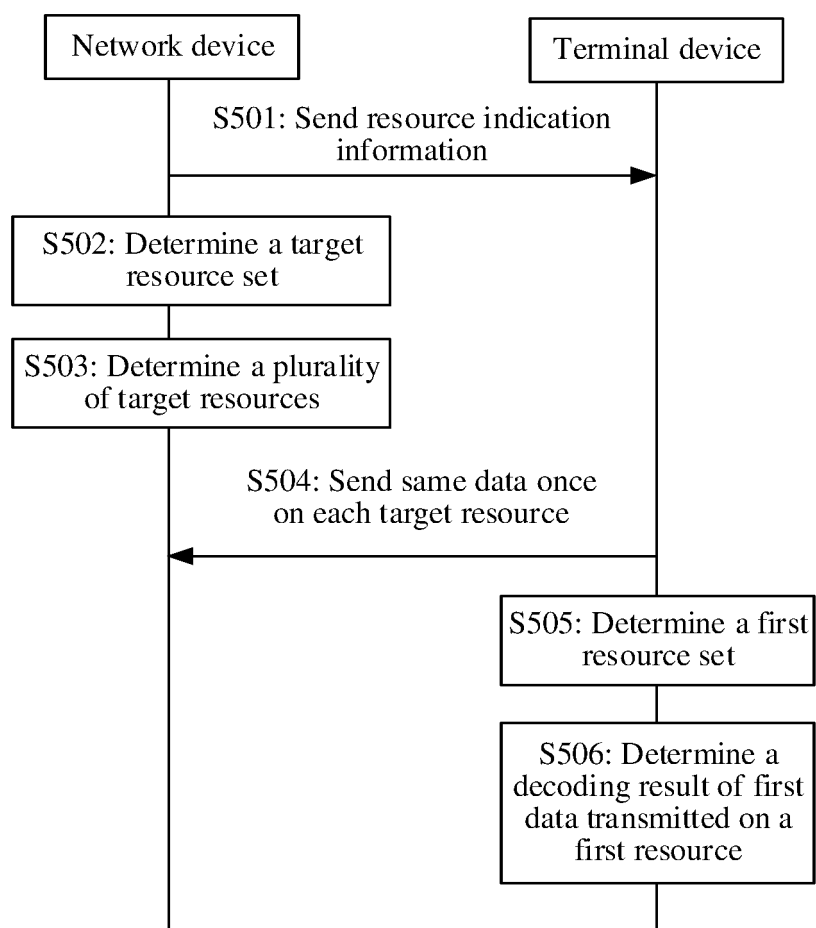 Network device
Terminal device
S501: Send resource indication
information
S502: Determine a target
resource set
S503: Determine a plurality
of target resources
S504: Send same data once
on each target resource
S505: Determine a first
resource set
S506: Determine a
decoding result of first
data transmitted on a
first resource